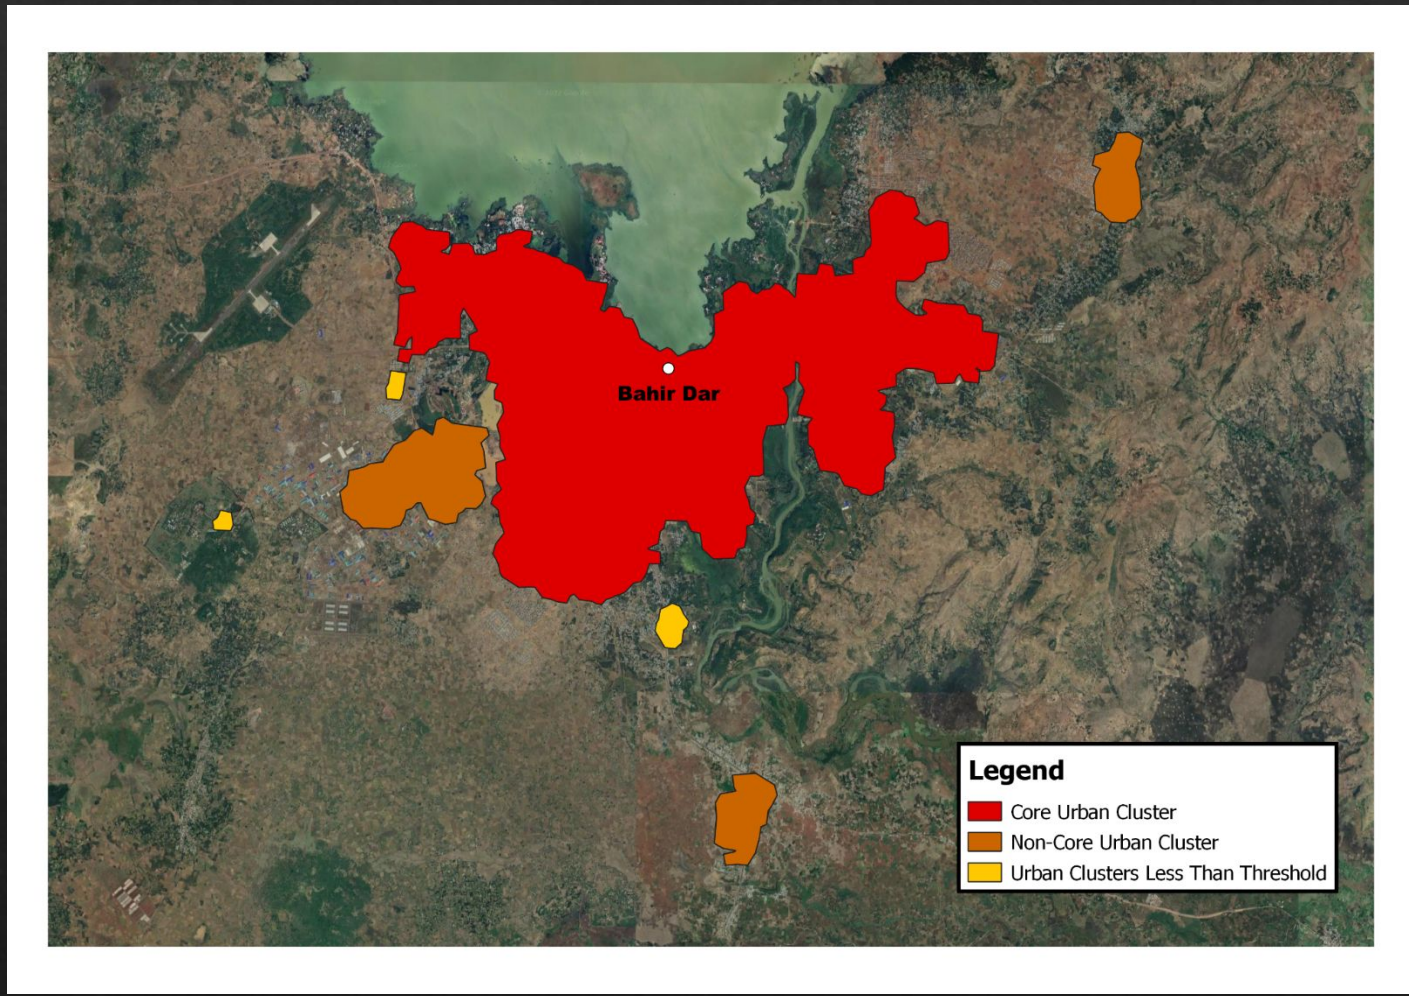 Bahir Dar
Legend
Core Urban Cluster
Non-Core Urban Cluster
Urban Clusters Less Than Threshold